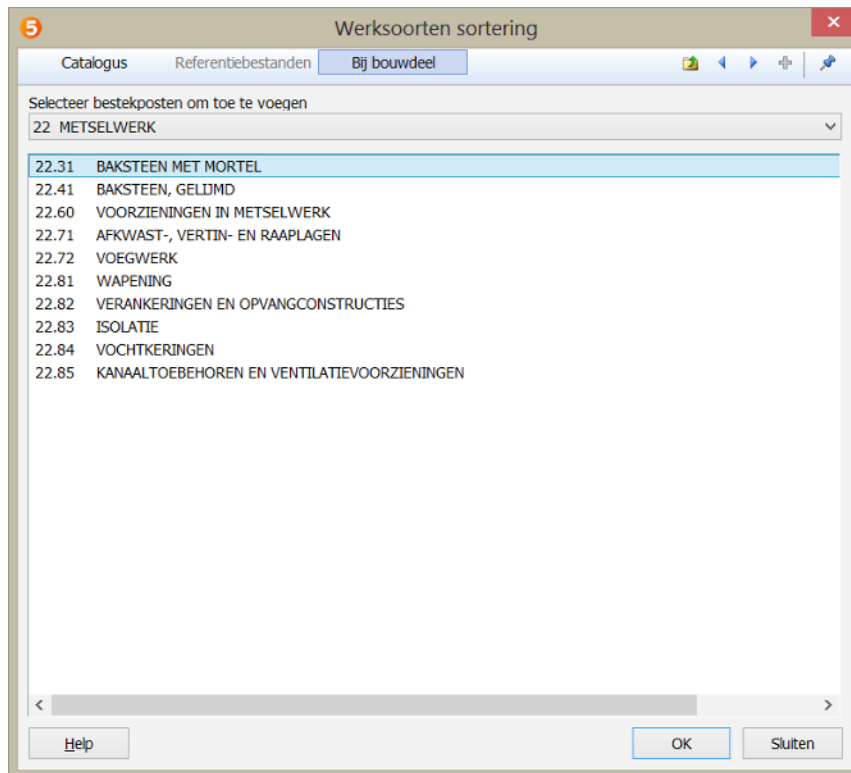 5
Werksoorten sortering
Catalogus Referentiebestanden Bij bouwdeel
Selecteer bestekposten om toe te voegen
22 METSELWERK
22.31 BAKSTEEN MET MORTEL
22.41 BAKSTEEN, GELIJMD
22.60 VOORZIENINGEN IN METSELWERK
22.71 AFKWAST-, VERTIN- EN RAAPLAGEN
22.72 VOEGWERK
22.81 WAPENING
22.82 VERANKERINGEN EN OPVANGCONSTRUCTIES
22.83 ISOLATIE
22.84 VOCHTKERINGEN
22.85 KANAALTOEBEHOREN EN VENTILATIEVOORZIENINGEN
Help OK Sluiten